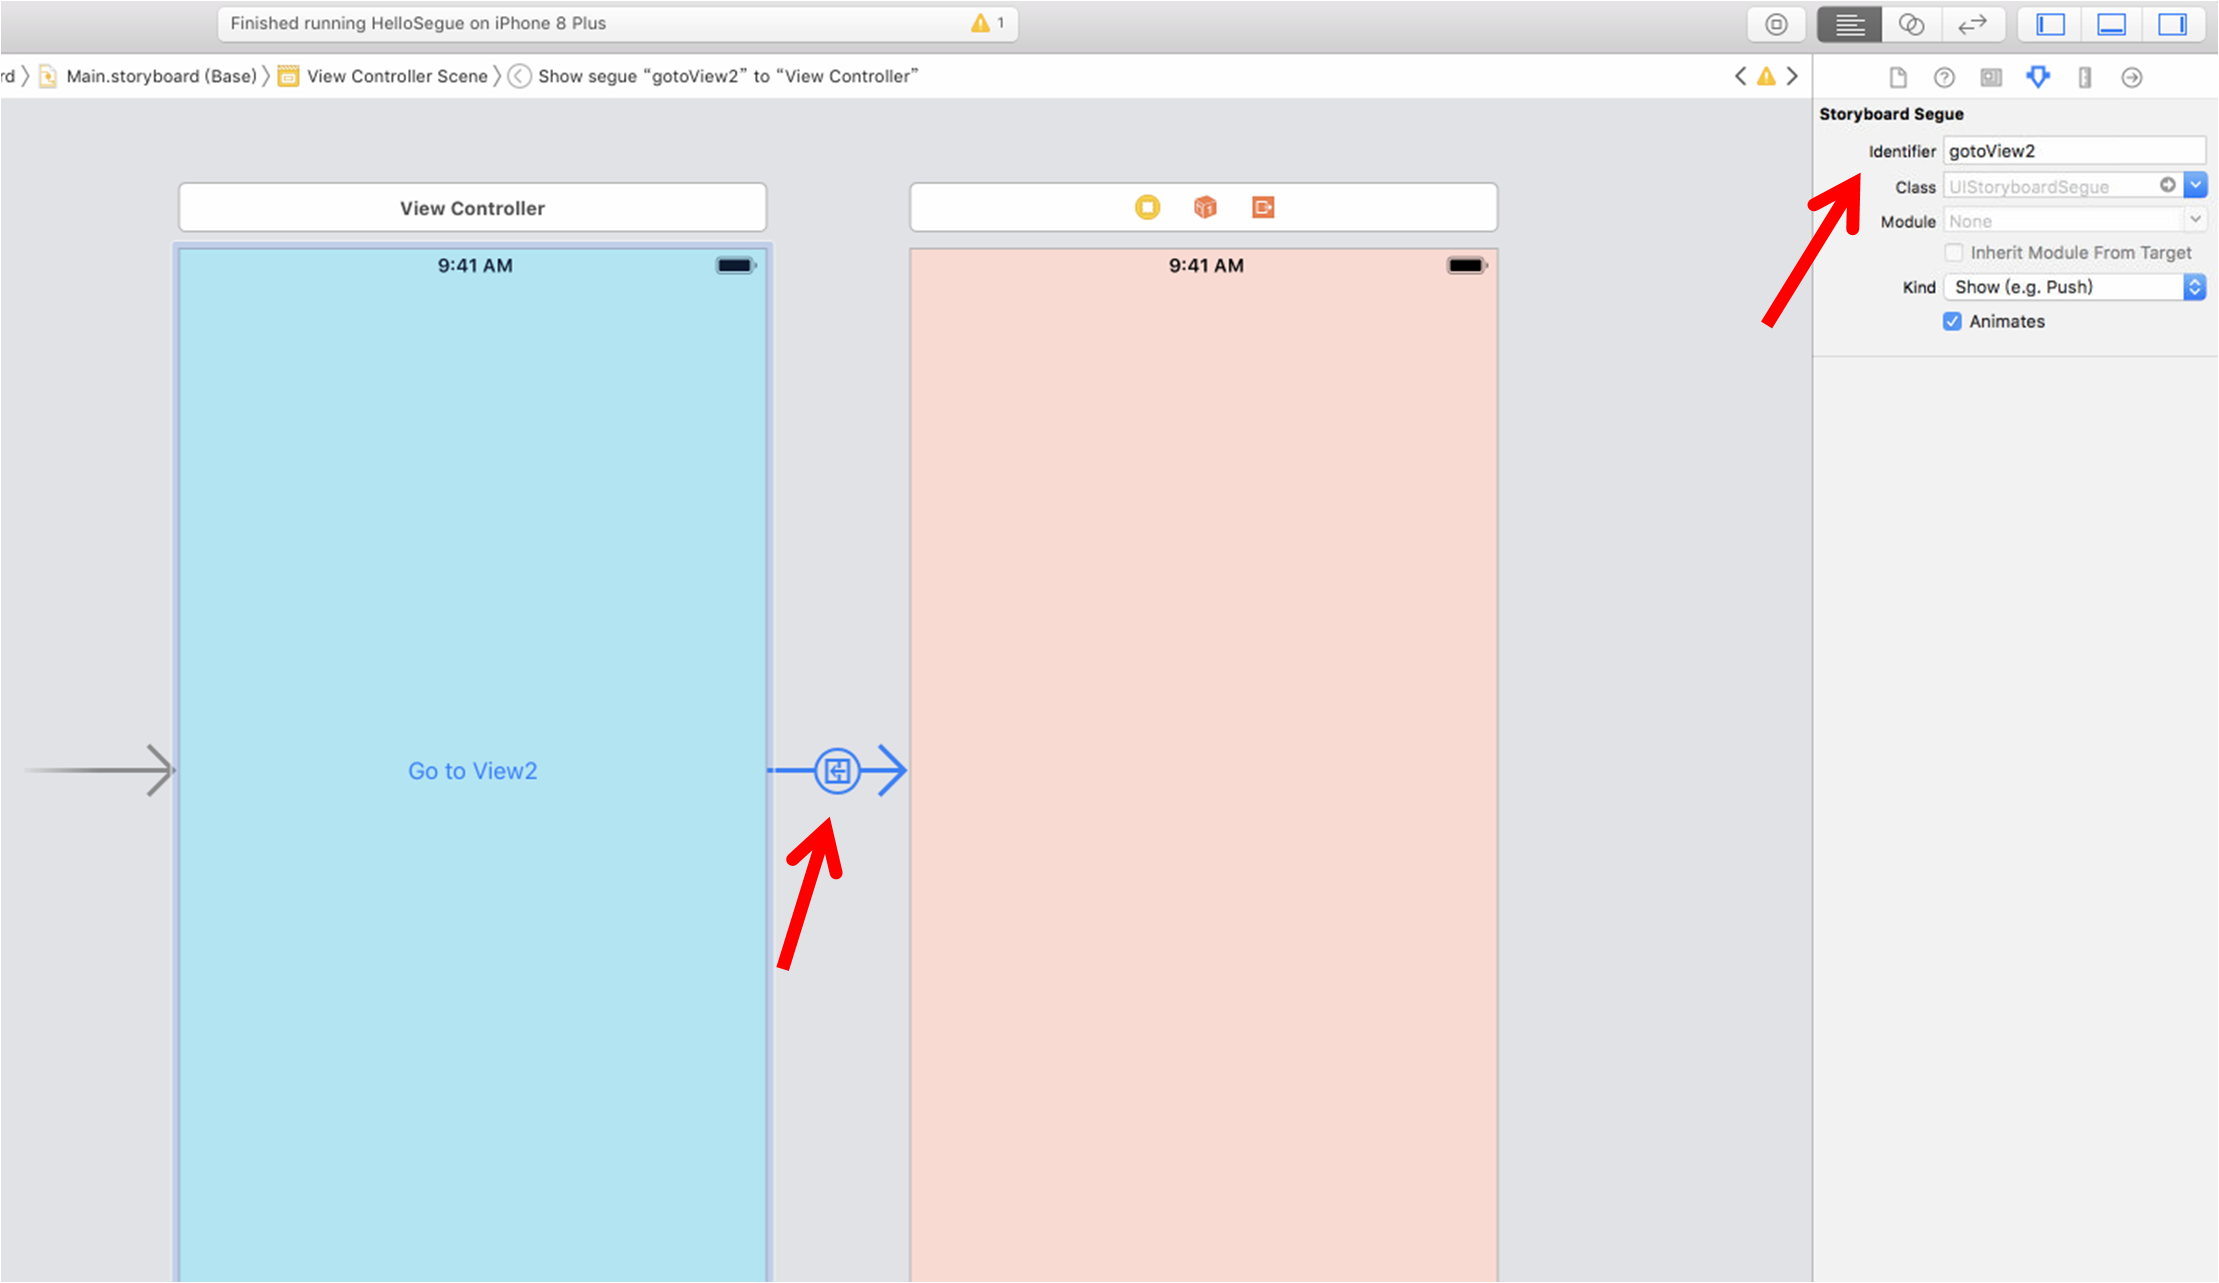 Finished running HelloSegue on iPhone 8 Plus 1
rd Main.storyboard (Base) View Controller Scene Show segue “gotoView2” to “View Controller”
Storyboard Segue
Identifier gotoView2
Class UIStoryboardSegue
Module None
Inherit Module From Target
Kind Show (e.g. Push)
Animates
View Controller
9:41 AM
Go to View2
9:41 AM